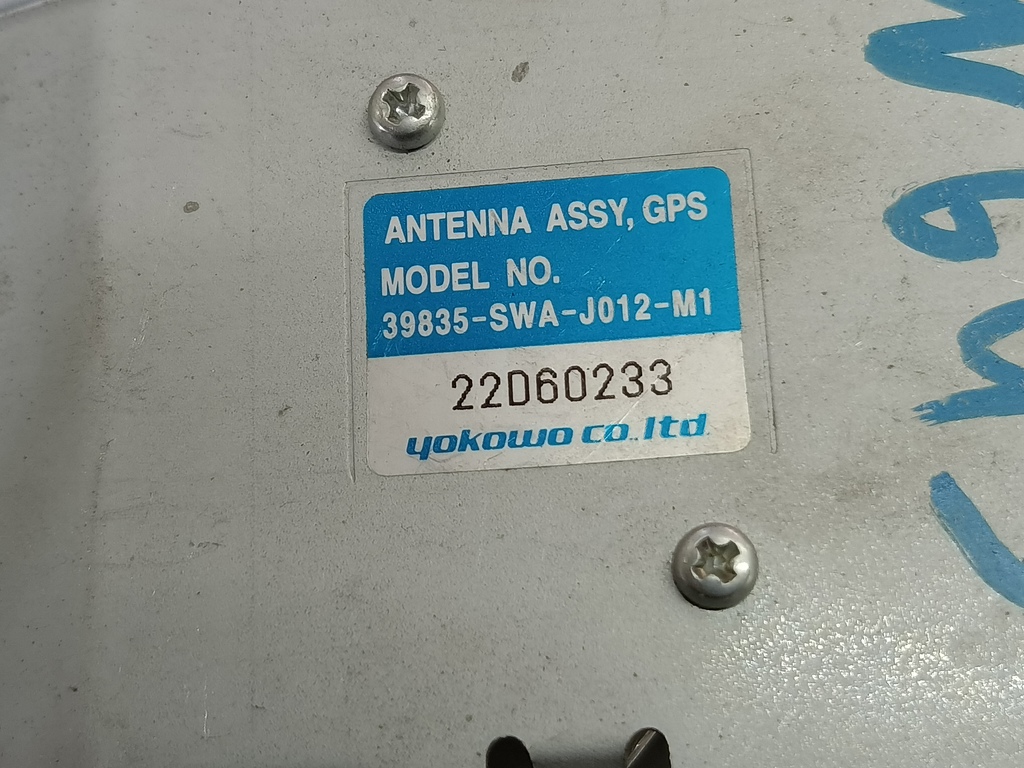 ANTENNA ASSY, GPS
MODEL NO.
39835-SWA-J012-M1
22D60233
yokowo co.,ltd.